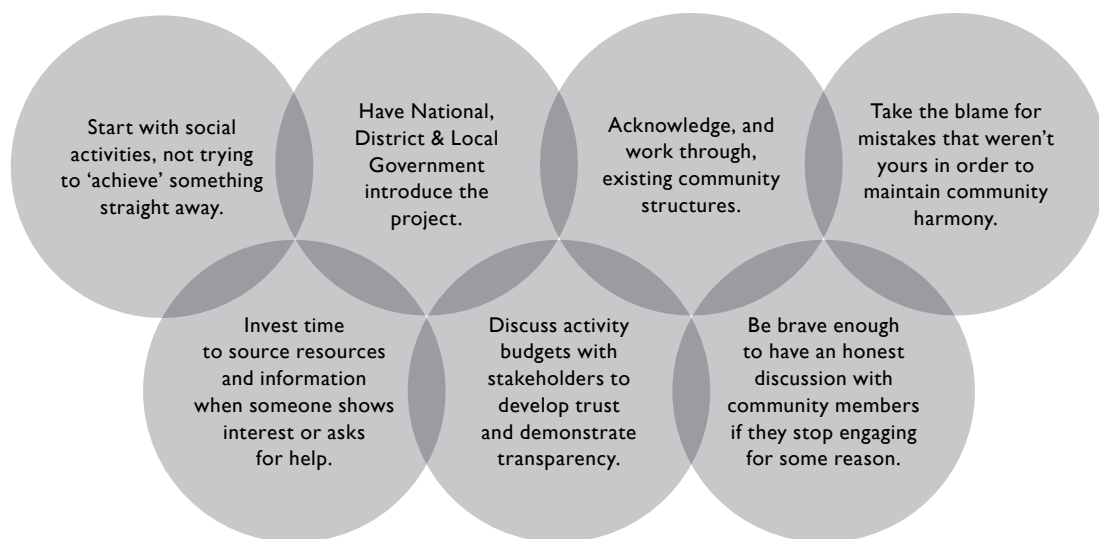 Start with social
activities, not trying
to ‘achieve’ something
straight away.
Have National,
District & Local
Government
introduce the
project.
Acknowledge, and
work through,
existing community
structures.
Take the blame for
mistakes that weren’t
yours in order to
maintain community
harmony.
Invest time
to source resources
and information
when someone shows
interest or asks
for help.
Discuss activity
budgets with
stakeholders to
develop trust
and demonstrate
transparency.
Be brave enough
to have an honest
discussion with
community members
if they stop engaging
for some reason.